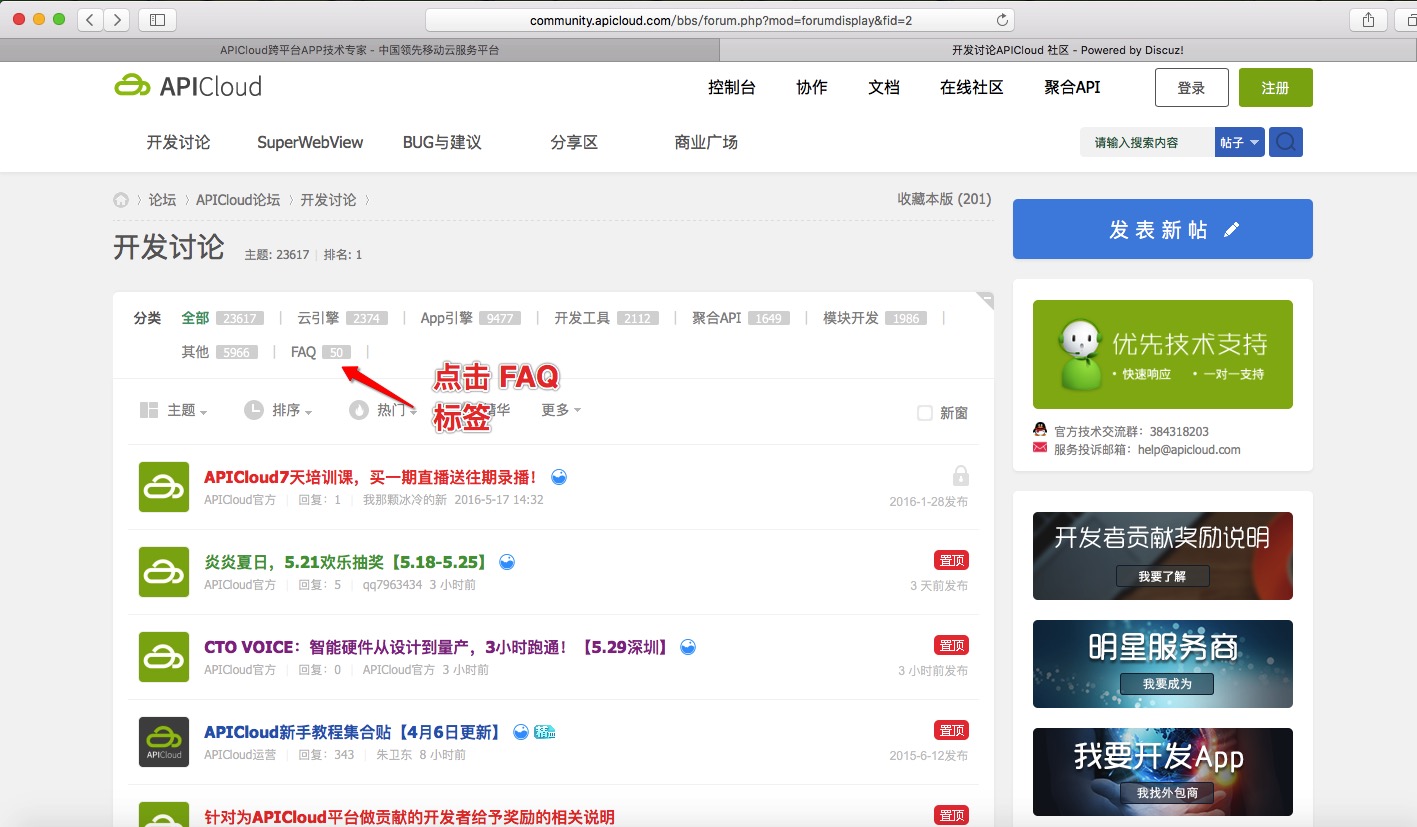 community.apicloud.com/bbs/forum.php?mod=forumdisplay&fid=2
APICloud跨平台APP技术专家 - 中国领先移动云服务平台
开发讨论APICloud 社区 - Powered by Discuz!
APICloud
控制台 协作 文档 在线社区 聚合API 登录 注册
开发讨论 SuperWebView BUG与建议 分享区 商业广场 请输入搜索内容 帖子
论坛 〉 APICloud论坛 〉 开发讨论 〉
收藏本版 (201)
开发讨论 主题: 23617 | 排名: 1
发表新帖
分类 全部 23617 | 云引擎 2374 | App引擎 9477 | 开发工具 2112 | 聚合API 1649 | 模块开发 1986 |
其他 5966 | FAQ 50 |
点击 FAQ
标签
主题 排序 热门 华 更多 新窗
优先技术支持
· 快速响应 · 一对一支持
官方技术交流群：384318203
服务投诉邮箱：help@apicloud.com
APICloud7天培训课，买一期直播送往期录播！
APICloud官方 | 回复：1 | 我那颗冰冷的新 2016-5-17 14:32
2016-1-28发布
炎炎夏日，5.21欢乐抽奖【5.18-5.25】
置顶
APICloud官方 | 回复：5 | qq7963434 3 小时前
3 天前发布
CTO VOICE：智能硬件从设计到量产，3小时跑通！【5.29深圳】
置顶
APICloud官方 | 回复：0 | APICloud官方 3 小时前
3 小时前发布
APICloud
APICloud新手教程集合贴【4月6日更新】
置顶
APICloud运营 | 回复：343 | 朱卫东 8 小时前
2015-6-12发布
针对为APICloud平台做贡献的开发者给予奖励的相关说明
置顶
开发者贡献奖励说明
我要了解
明星服务商
我要成为
我要开发App
我找外包商